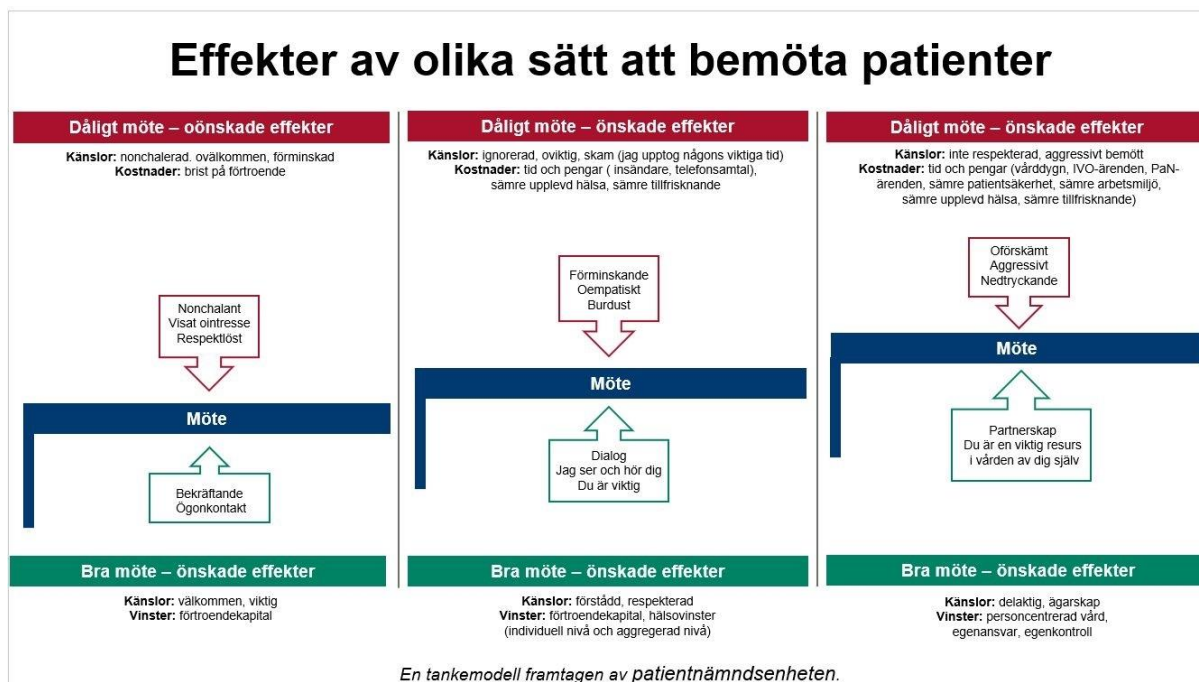 Effekter av olika sätt att bemöta patienter
Dåligt möte – oönskade effekter
Känslor: nonchalerad. ovälkommen, förminskad
Kostnader: brist på förtroende
Nonchalant
Visat ointresse
Respektlöst
Möte
Bekräftande
Ögonkontakt
Bra möte – önskade effekter
Känslor: välkommen, viktig
Vinster: förtroendekapital
Dåligt möte – önskade effekter
Känslor: ignorerad, oviktig, skam (jag upptog någons viktiga tid)
Kostnader: tid och pengar ( insändare, telefonsamtal),
sämre upplevd hälsa, sämre tillfrisknande
Förminskande
Oempatiskt
Burdust
Möte
Dialog
Jag ser och hör dig
Du är viktig
Bra möte – önskade effekter
Känslor: förstådd, respekterad
Vinster: förtroendekapital, hälsovinster
(individuell nivå och aggregerad nivå)
Dåligt möte – önskade effekter
Känslor: inte respekterad, aggressivt bemött
Kostnader: tid och pengar (vårddygn, IVO-ärenden, PaN-
ärenden, sämre patientsäkerhet, sämre arbetsmiljö,
sämre upplevd hälsa, sämre tillfrisknande)
Oförskämt
Aggressivt
Nedtryckande
Möte
Partnerskap
Du är en viktig resurs
i vården av dig själv
Bra möte – önskade effekter
Känslor: delaktig, ägarskap
Vinster: personcentrerad vård,
egenansvar, egenkontroll
En tankemodell framtagen av patientnämndsenheten.